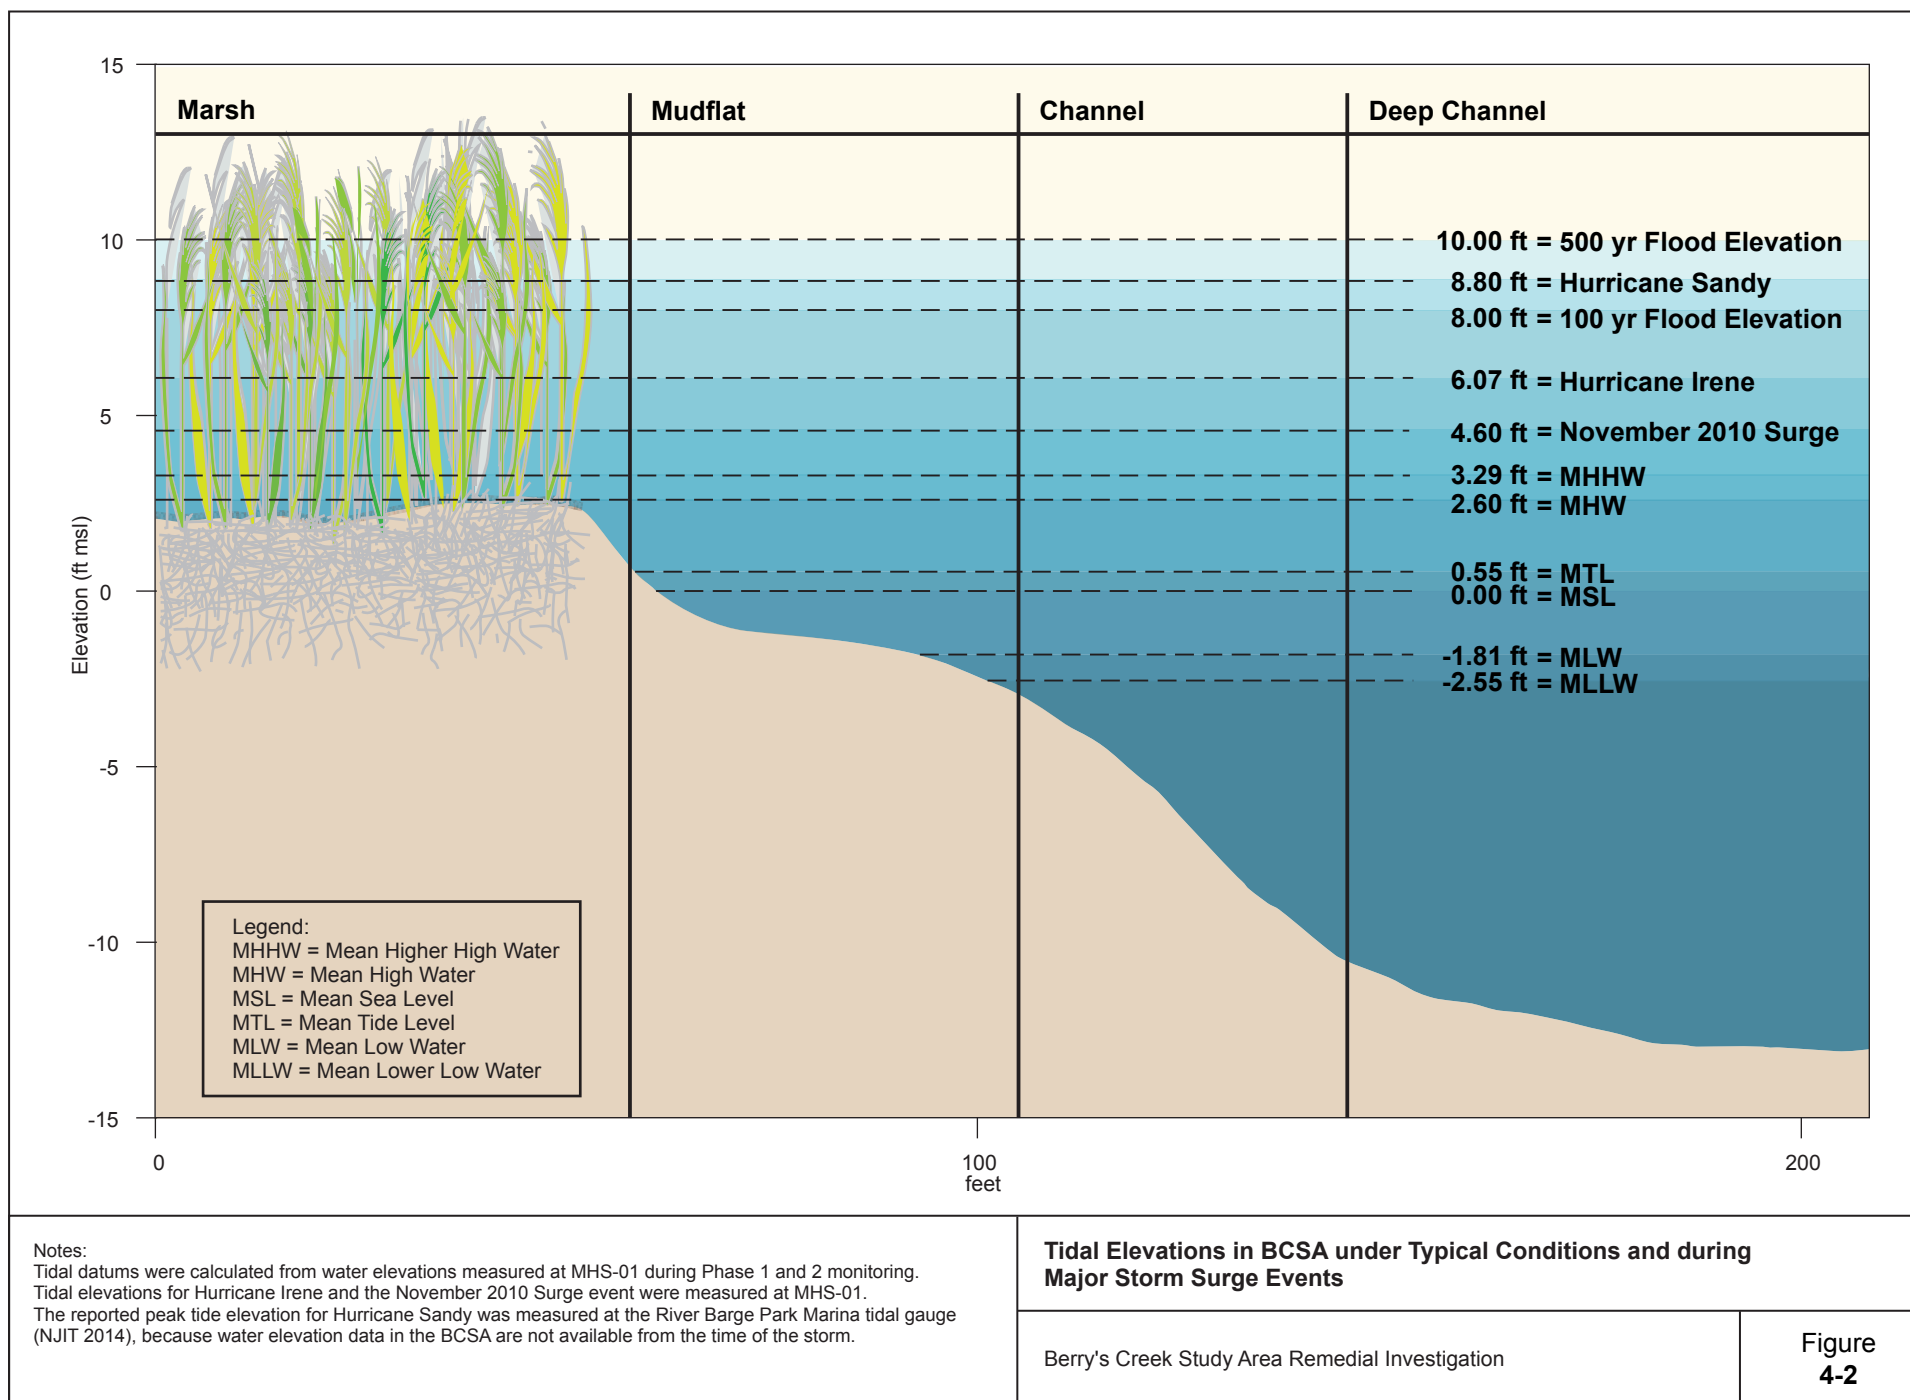 15
Marsh
Mudflat
Channel
Deep Channel
10
10.00 ft = 500 yr Flood Elevation
8.80 ft = Hurricane Sandy
8.00 ft = 100 yr Flood Elevation
6.07 ft = Hurricane Irene
5
4.60 ft = November 2010 Surge
3.29 ft = MHHW
2.60 ft = MHW
Elevation (ft msl)
0.55 ft = MTL
0
0.00 ft = MSL
-1.81 ft = MLW
-2.55 ft = MLLW
-5
-10
-15
Legend:
MHHW = Mean Higher High Water
MHW = Mean High Water
MSL = Mean Sea Level
MTL = Mean Tide Level
MLW = Mean Low Water
MLLW = Mean Lower Low Water
0
100
200
feet
Notes:
Tidal datums were calculated from water elevations measured at MHS-01 during Phase 1 and 2 monitoring.
Tidal elevations for Hurricane Irene and the November 2010 Surge event were measured at MHS-01.
The reported peak tide elevation for Hurricane Sandy was measured at the River Barge Park Marina tidal gauge
(NJIT 2014), because water elevation data in the BCSA are not available from the time of the storm.
Tidal Elevations in BCSA under Typical Conditions and during
Major Storm Surge Events
Berry's Creek Study Area Remedial Investigation
Figure
4-2